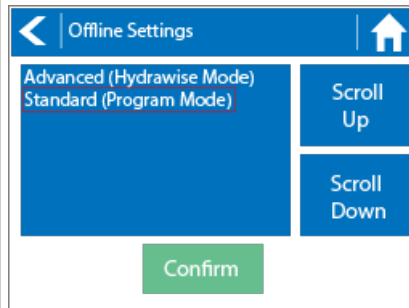 Offline Settings
Advanced (Hydrawise Mode)
Standard (Program Mode)
Scroll
Up
Scroll
Down
Confirm